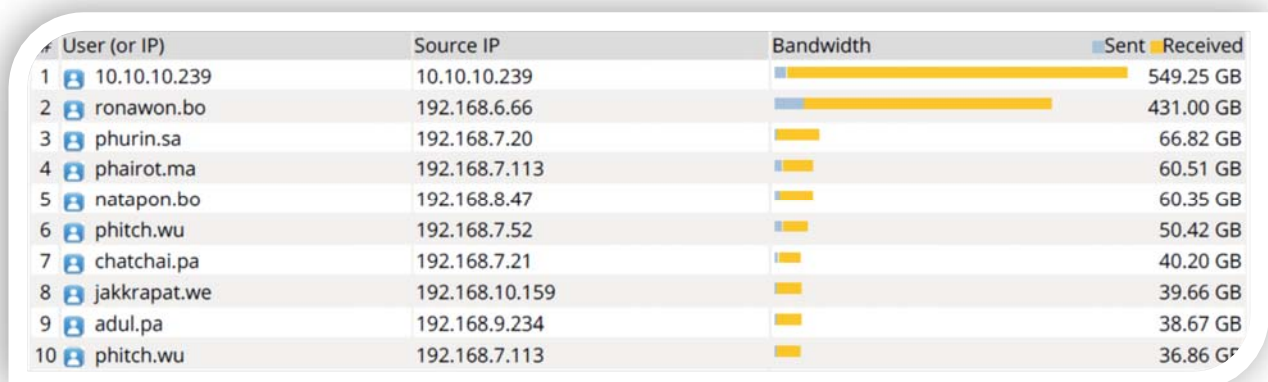 # User (or IP) Source IP Bandwidth Sent Received
1 10.10.10.239 10.10.10.239 549.25 GB
2 ronawon.bo 192.168.6.66 431.00 GB
3 phurin.sa 192.168.7.20 66.82 GB
4 phairot.ma 192.168.7.113 60.51 GB
5 natapon.bo 192.168.8.47 60.35 GB
6 phitch.wu 192.168.7.52 50.42 GB
7 chatchai.pa 192.168.7.21 40.20 GB
8 jakkrapat.we 192.168.10.159 39.66 GB
9 adul.pa 192.168.9.234 38.67 GB
10 phitch.wu 192.168.7.113 36.86 GB